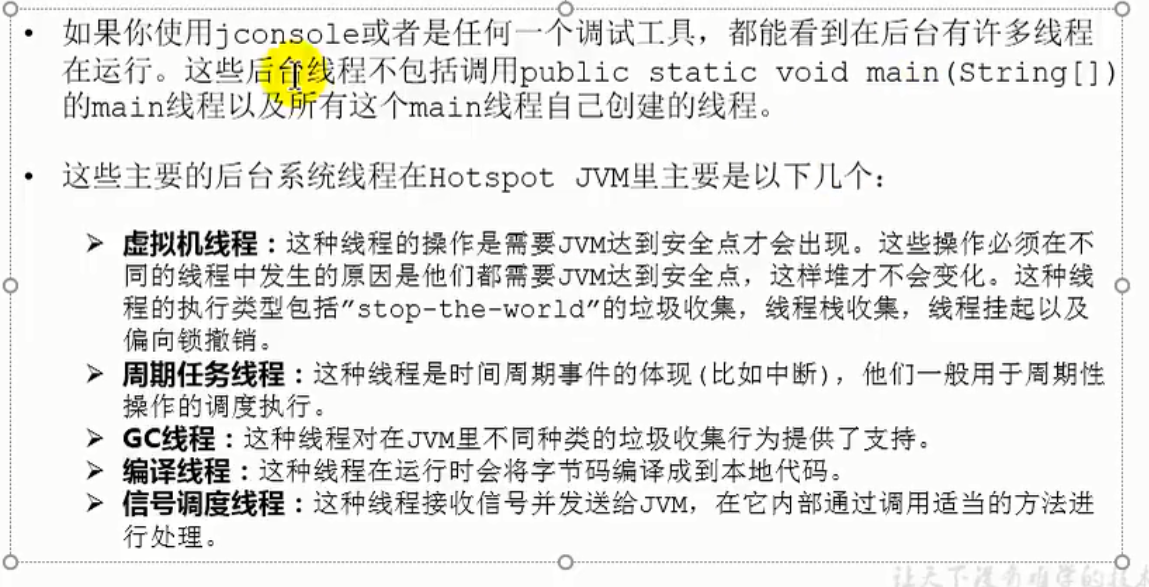 • 如果你使用jconsole或者是任何一个调试工具，都能看到在后台有许多线程
在运行。这些后台线程不包括调用public static void main(String[])
的main线程以及所有这个main线程自己创建的线程。
• 这些主要的后台系统线程在Hotspot JVM里主要是以下几个：
➢ 虚拟机线程：这种线程的操作是需要JVM达到安全点才会出现。这些操作必须在不
同的线程中发生的原因是他们都需要JVM达到安全点，这样堆才不会变化。这种线
程的执行类型包括"stop-the-world"的垃圾收集，线程栈收集，线程挂起以及
偏向锁撤销。
➢ 周期任务线程：这种线程是时间周期事件的体现(比如中断)，他们一般用于周期性
操作的调度执行。
➢ GC线程：这种线程对在JVM里不同种类的垃圾收集行为提供了支持。
➢ 编译线程：这种线程在运行时会将字节码编译成到本地代码。
➢ 信号调度线程：这种线程接收信号并发送给JVM，在它内部通过调用适当的方法进
行处理。
让天下没有难学的技术